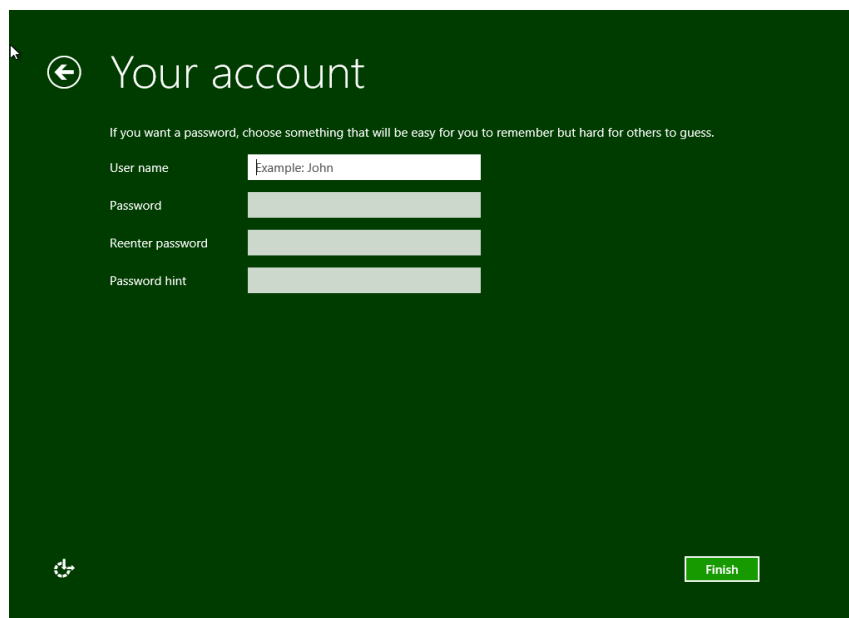 Your account
If you want a password, choose something that will be easy for you to remember but hard for others to guess.
User name
Example: John
Password
Reenter password
Password hint
Finish